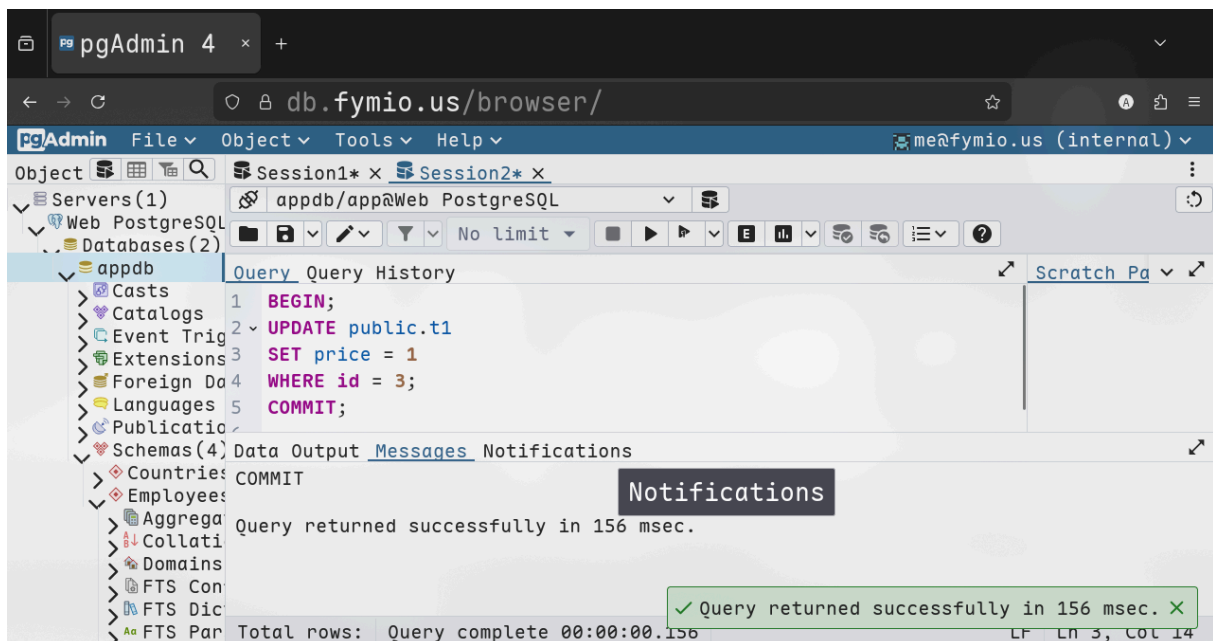 PG pgAdmin 4 × +
db.fymio.us/browser/
A
pgAdmin File Object Tools Help me@fymio.us (internal)
Object Session1* × Session2* ×
Servers(1)
appdb/app@Web PostgreSQL
Web PostgreSQL
No limit E
Databases(2)
appdb
Query Query History Scratch Pa
Casts
1 BEGIN;
Catalogs
2 UPDATE public.t1
Event Trig
3 SET price = 1
Extensions
4 WHERE id = 3;
Foreign Da
5 COMMIT;
Languages
Publicatio
Schemas(4)
Data Output Messages Notifications
Countries
COMMIT
Notifications
Employees
Aggrega
Query returned successfully in 156 msec.
Collati
Domains
FTS Con
FTS Dic
Query returned successfully in 156 msec. ×
FTS Par
Total rows: Query complete 00:00:00.156 LF Ln 3, Col 14